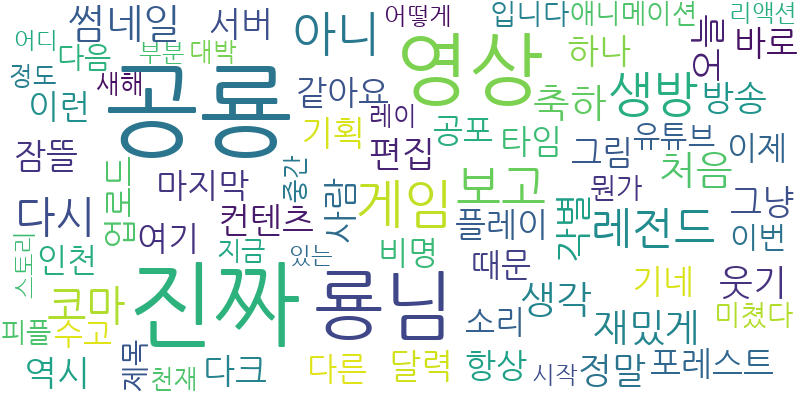 썸네일
서버
아니
어떻게
입니다
애니메이션
리액션
어디
다음
부분
대박
영상
하나
오늘
바로
정도
새해
공룡
같아요
축하
생방
방송
이런
레이
기획
공포
타임
유튜브
잠뜰
편집
그림
이제
업로드
마지막
중간
사람
게임
보고
처음
뭔가
그냥
다시
여기
컨텐츠
플레이
각별
레전드
이번
스토리
인천
지금
있는
비명
때문
기네
웃기
진짜
룡님
코마
생각
미쳤다
피플
수고
소리
재밌게
역시
제목
천재
다크
다른
달력
항상
시작
정말
포레스트